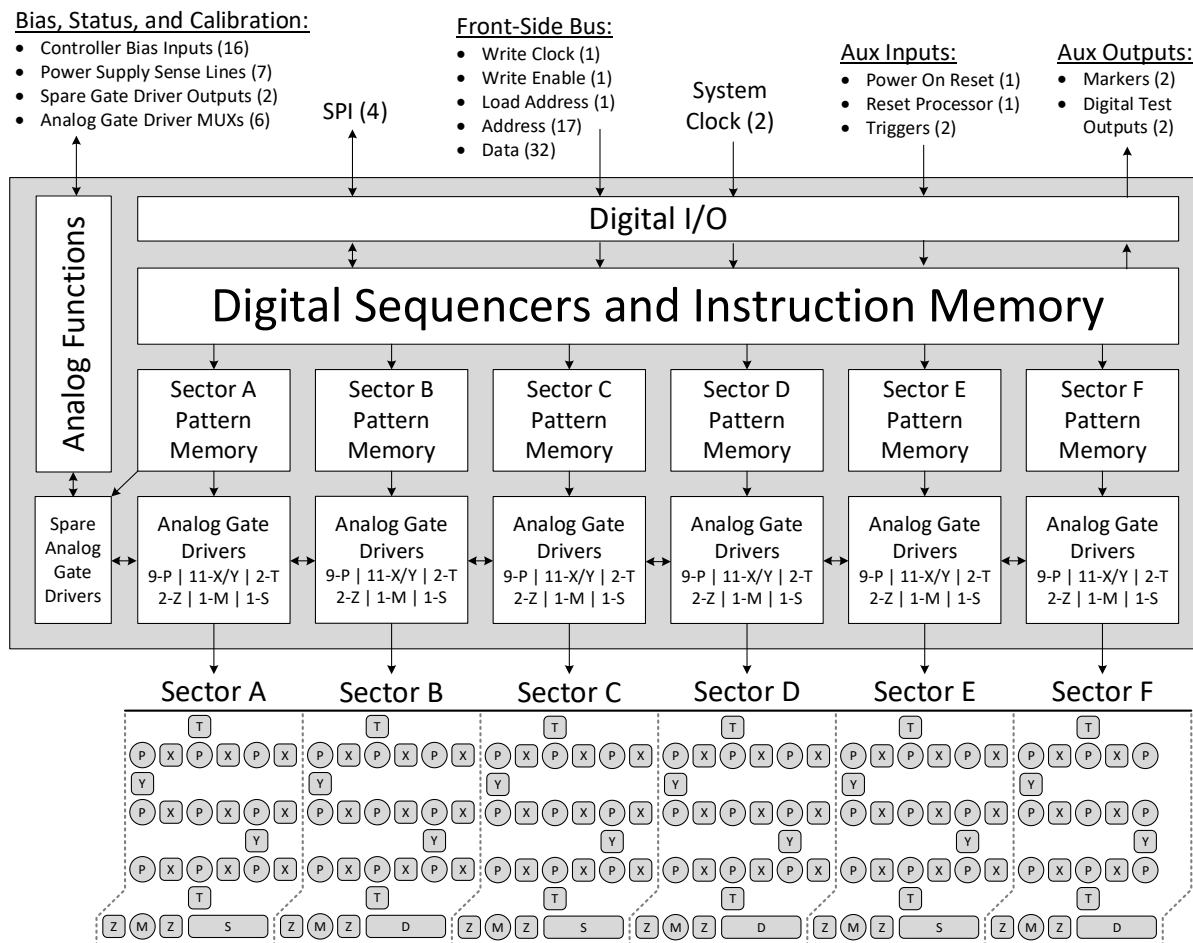 Bias, Status, and Calibration:
• Controller Bias Inputs (16)
• Power Supply Sense Lines (7)
• Spare Gate Driver Outputs (2)
• Analog Gate Driver MUXs (6)
SPI (4)
Front-Side Bus:
• Write Clock (1)
• Write Enable (1)
• Load Address (1)
• Address (17)
• Data (32)
System
Clock (2)
Aux Inputs:
• Power On Reset (1)
• Reset Processor (1)
• Triggers (2)
Aux Outputs:
• Markers (2)
• Digital Test
Outputs (2)
Analog Functions
Digital I/O
Digital Sequencers and Instruction Memory
Sector A
Pattern
Memory
Sector B
Pattern
Memory
Sector C
Pattern
Memory
Sector D
Pattern
Memory
Sector E
Pattern
Memory
Sector F
Pattern
Memory
Spare
Analog
Gate
Drivers
Analog Gate
Drivers
9-P | 11-X/Y | 2-T
2-Z | 1-M | 1-S
Analog Gate
Drivers
9-P | 11-X/Y | 2-T
2-Z | 1-M | 1-S
Analog Gate
Drivers
9-P | 11-X/Y | 2-T
2-Z | 1-M | 1-S
Analog Gate
Drivers
9-P | 11-X/Y | 2-T
2-Z | 1-M | 1-S
Analog Gate
Drivers
9-P | 11-X/Y | 2-T
2-Z | 1-M | 1-S
Analog Gate
Drivers
9-P | 11-X/Y | 2-T
2-Z | 1-M | 1-S
Sector A Sector B Sector C Sector D Sector E Sector F
T T T T T T
P X P X P X P X P X P X P X P X P X P X P X P X P X P X P X P X P X P
Y Y Y Y Y Y
P X P X P X P X P X P X P X P X P X P X P X P X P X P X P X P X P X P
Y Y Y Y Y Y
P X P X P X P X P X P X P X P X P X P X P X P X P X P X P X P X P X P
T T T T T T
Z M Z S Z M Z D Z M Z S Z M Z D Z M Z S Z M Z D